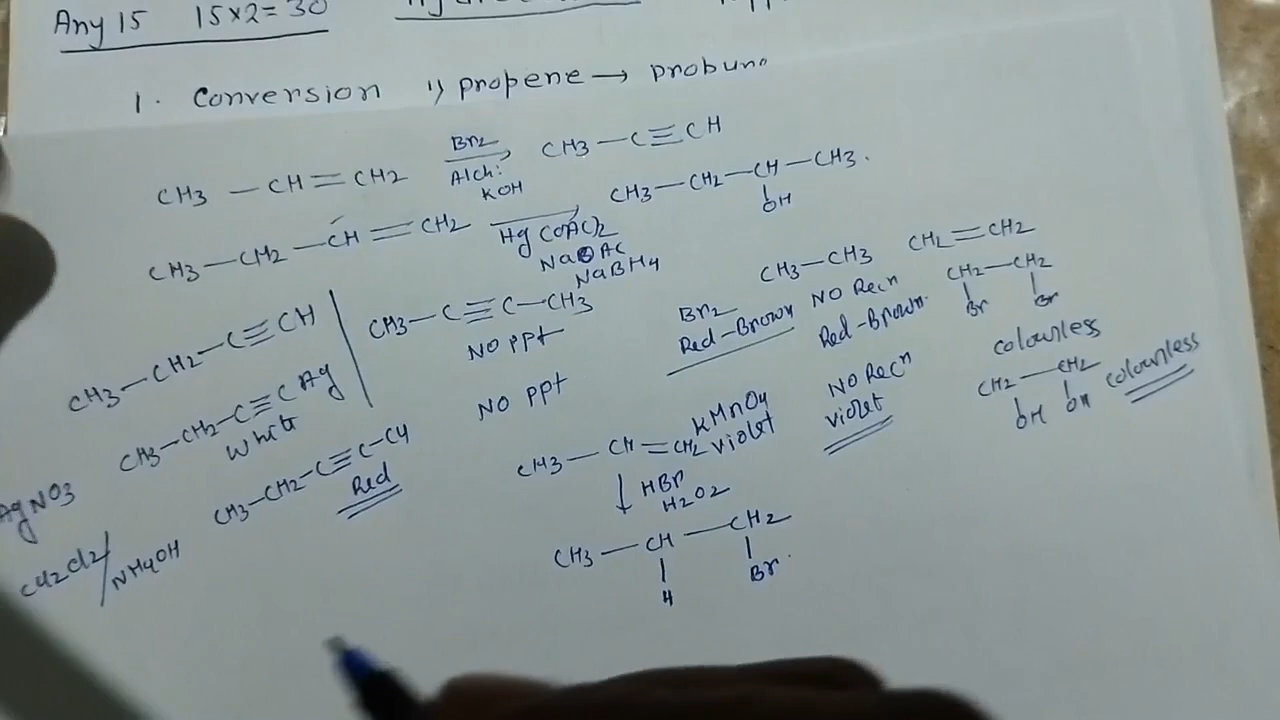 Any 15 15×2=30
1. Conversion 1) propene → probun
CH3 — CH = CH2 Br2 Alch: KOH → CH3 — C ≡ CH
CH3 — CH2 — CH = CH2 Hg(OAC)2 NaOAC NaBH4 → CH3 — CH2 — CH — CH3.
OH
CH3 — CH2 — C ≡ CH
CH3 — C ≡ C — CH3
NO PPt
AgNO3 CH3 — CH2 — C ≡ CAg
White
NO PPt
Cu2Cl2/NH4OH
CH3 — CH2 — C ≡ C — Cu
Red
CH3 — CH3 CH2 = CH2
Br2 NO Recn CH2 — CH2
Red-Brown Red-Brown. Br Br
colourless
KMnO4 NO Recn CH2 — CH2
violet violet OH OH colourless
CH3 — CH = CH2
↓ HBr
H2O2
CH3 — CH — CH2
H Br.